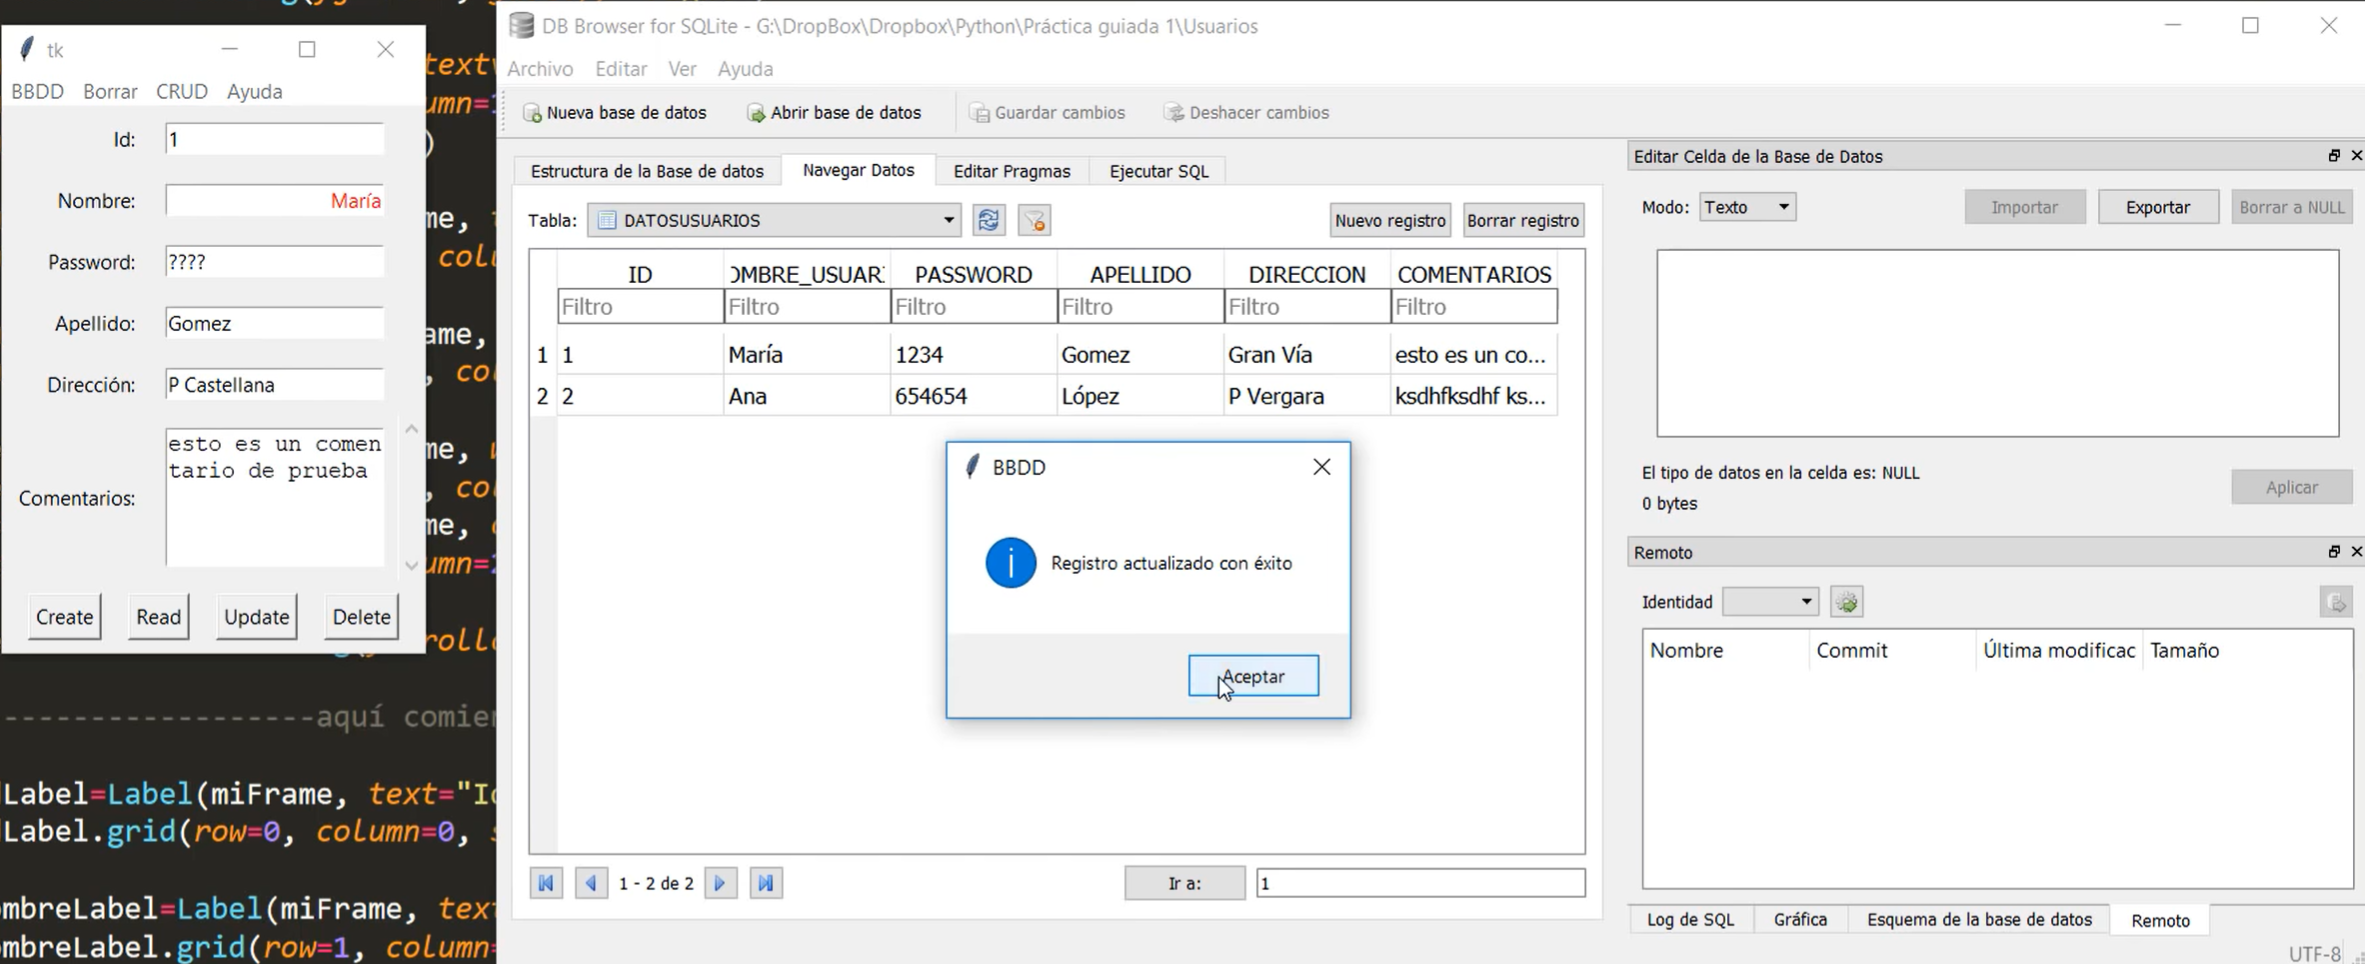 tk
BBDD Borrar CRUD Ayuda
Id: 1
Nombre: María
Password: ????
Apellido: Gomez
Dirección: P Castellana
Comentarios:
esto es un comen
tario de prueba
Create Read Update Delete
text
umn=
)
me,
colu
ame,
, co
me,
, co
me,
umn=
roll
------------------aquí comien
Label=Label(miFrame, text="I
Label.grid(row=0, column=0,
mbreLabel=Label(miFrame, tex
mbreLabel.grid(row=1, column=
DB Browser for SQLite - G:\DropBox\Dropbox\Python\Práctica guiada 1\Usuarios
Archivo Editar Ver Ayuda
Nueva base de datos Abrir base de datos Guardar cambios Deshacer cambios
Estructura de la Base de datos Navegar Datos Editar Pragmas Ejecutar SQL
Tabla: DATOSUSUARIOS Nuevo registro Borrar registro
ID OMBRE_USUAR PASSWORD APELLIDO DIRECCION COMENTARIOS
Filtro Filtro Filtro Filtro Filtro Filtro
1 1 María 1234 Gomez Gran Vía esto es un co...
2 2 Ana 654654 López P Vergara ksdhfksdhf ks...
BBDD
Registro actualizado con éxito
Aceptar
1 - 2 de 2 Ir a: 1
Editar Celda de la Base de Datos
Modo: Texto Importar Exportar Borrar a NULL
El tipo de datos en la celda es: NULL
0 bytes
Aplicar
Remoto
Identidad
Nombre Commit Última modificac Tamaño
Log de SQL Gráfica Esquema de la base de datos Remoto
UTF-8